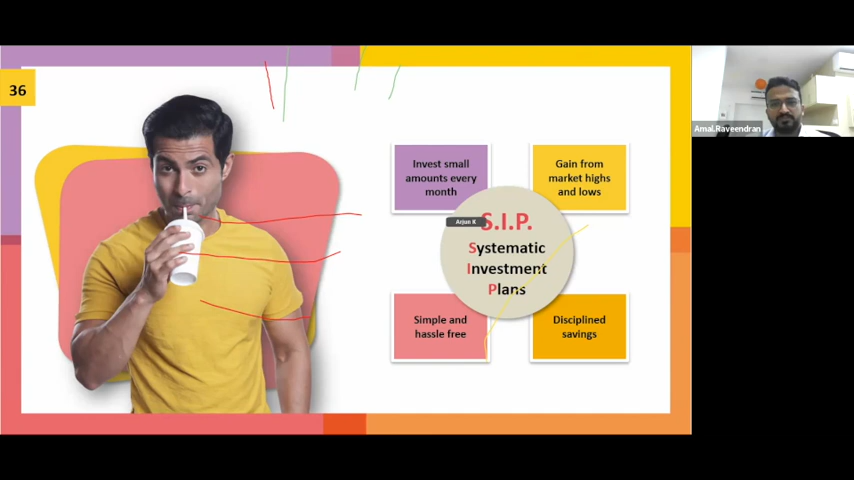 36
Amal.Raveendran
Invest small
amounts every
month
Gain from
market highs
and lows
Arjun K
S.I.P.
Systematic
Investment
Plans
Simple and
hassle free
Disciplined
savings